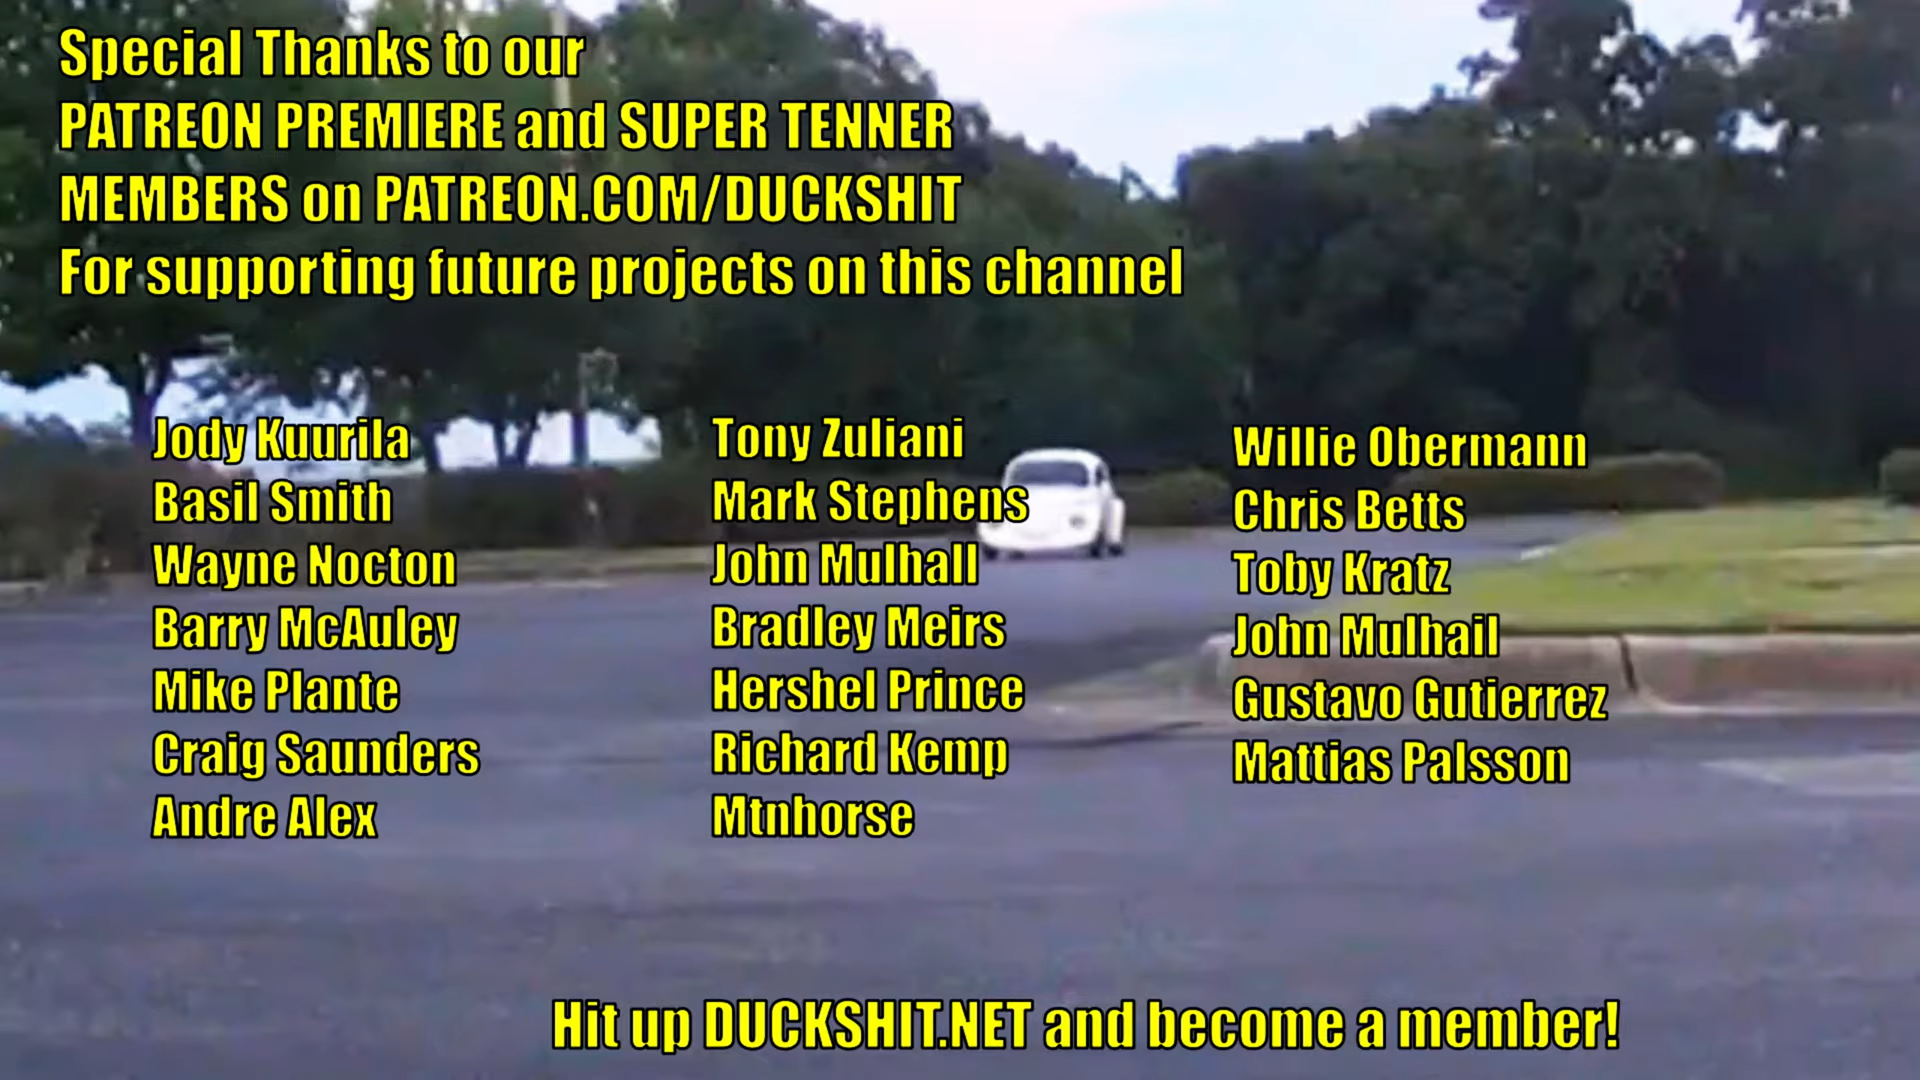 Special Thanks to our
PATREON PREMIERE and SUPER TENNER
MEMBERS on PATREON.COM/DUCKSHIT
For supporting future projects on this channel
Jody Kuurila
Basil Smith
Wayne Nocton
Barry McAuley
Mike Plante
Craig Saunders
Andre Alex
Tony Zuliani
Mark Stephens
John Mulhall
Bradley Meirs
Hershel Prince
Richard Kemp
Mtnhorse
Willie Obermann
Chris Betts
Toby Kratz
John Mulhail
Gustavo Gutierrez
Mattias Palsson
Hit up DUCKSHIT.NET and become a member!